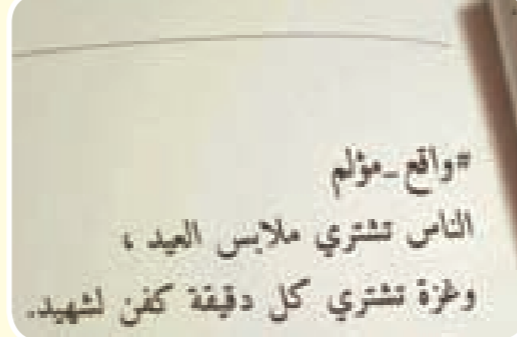 #واقع_مؤلم
الناس تشتري ملابس العيد ،
وغزة تشتري كل دقيقة كفن لشهيد.